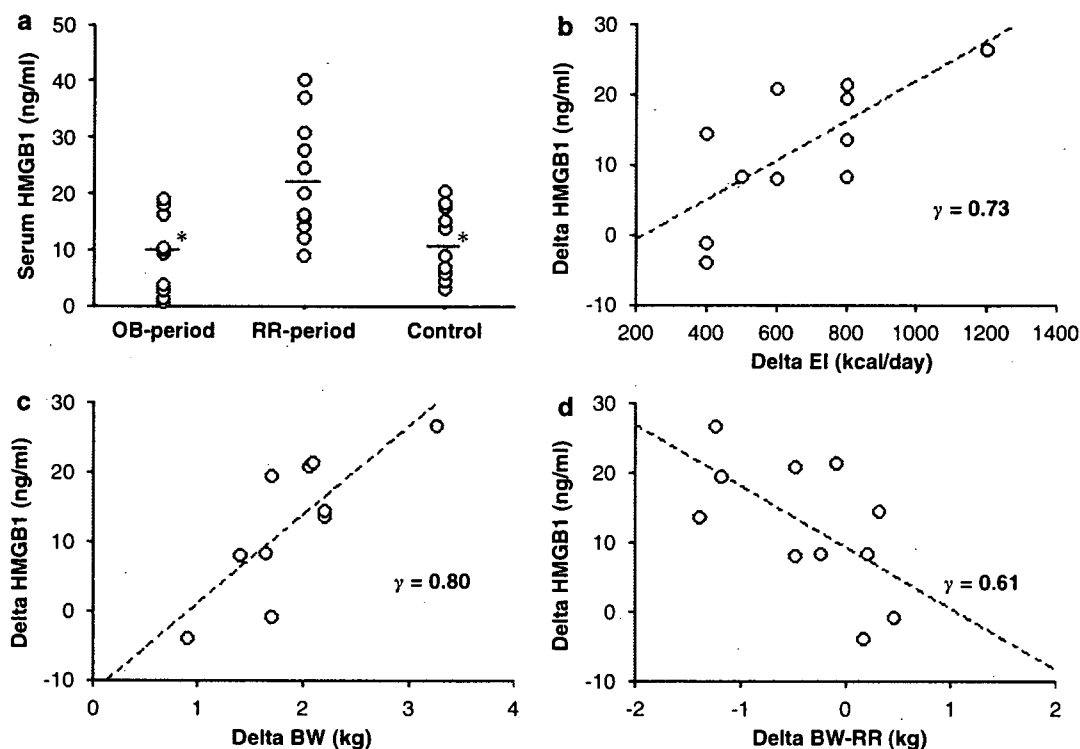 a
50
40
30
20
10
0
Serum HMGB1 (ng/ml)
*
*
OB-period RR-period Control
b
30
20
10
0
-10
Delta HMGB1 (ng/ml)
γ = 0.73
200 400 600 800 1000 1200 1400
Delta EI (kcal/day)
c
30
20
10
0
-10
Delta HMGB1 (ng/ml)
γ = 0.80
0 1 2 3 4
Delta BW (kg)
d
30
20
10
0
-10
Delta HMGB1 (ng/ml)
γ = 0.61
-2 -1 0 1 2
Delta BW-RR (kg)